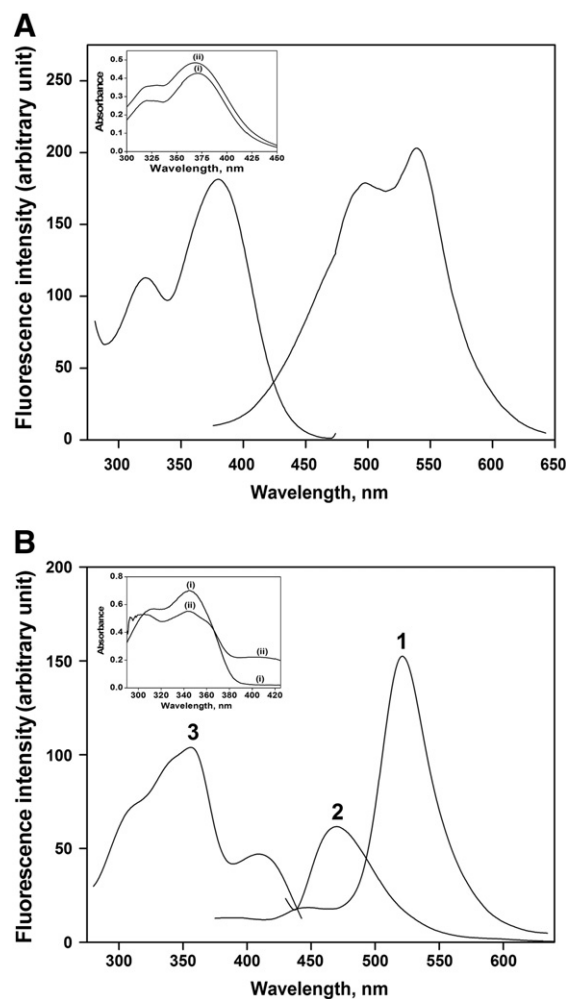 A
Fluorescence intensity (arbitrary unit)
250
200
150
100
50
0
300 350 400 450 500 550 600 650
Wavelength, nm
Absorbance
0.6
0.5
0.4
0.3
0.2
0.1
0.0
(ii)
(i)
300 325 350 375 400 425 450
Wavelength, nm
B
Fluorescence intensity (arbitrary unit)
200
150
100
50
0
300 350 400 450 500 550 600
Wavelength, nm
Absorbance
0.8
0.6
0.4
0.2
0.0
(i)
(ii)
(ii)
(i)
300 320 340 360 380 400 420
Wavelength, nm
1
2
3